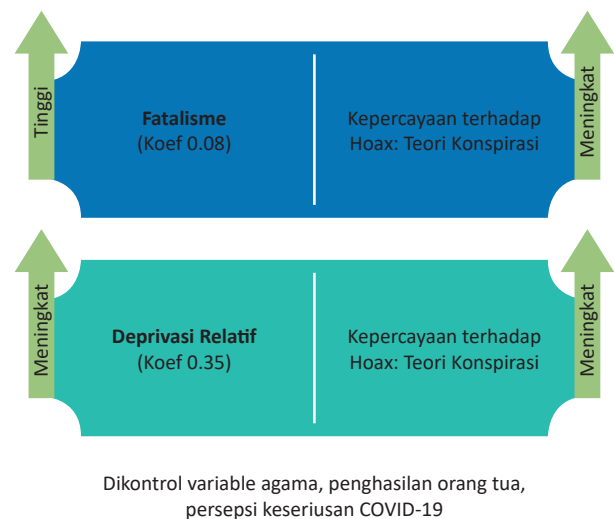 Tinggi
Fatalisme
(Koef 0.08)
Kepercayaan terhadap
Hoax: Teori Konspirasi
Meningkat
Meningkat
Deprivasi Relatif
(Koef 0.35)
Kepercayaan terhadap
Hoax: Teori Konspirasi
Meningkat
Dikontrol variable agama, penghasilan orang tua,
persepsi keseriusan COVID-19